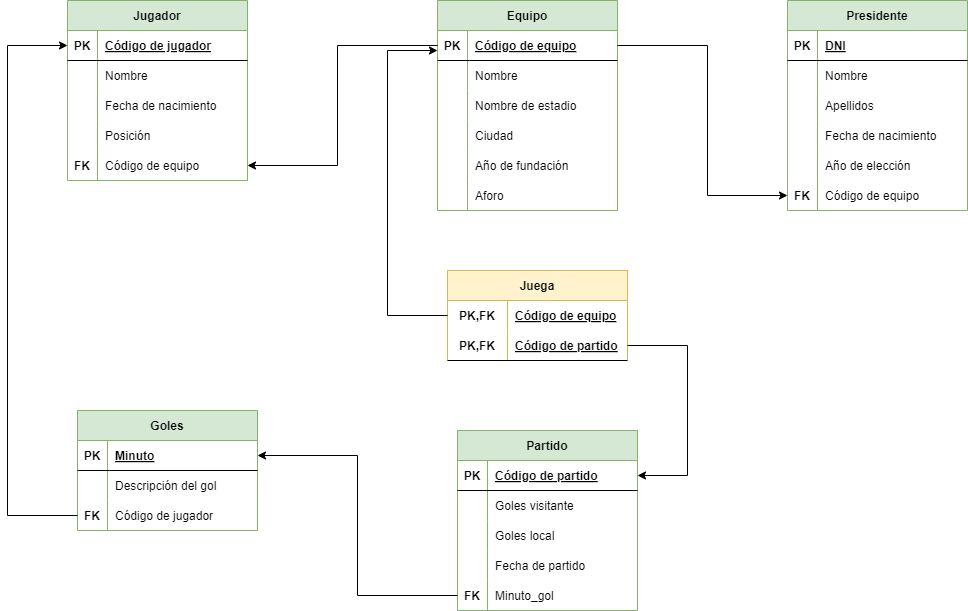 Jugador
PK Código de jugador
Nombre
Fecha de nacimiento
Posición
FK Código de equipo
Equipo
PK Código de equipo
Nombre
Nombre de estadio
Ciudad
Año de fundación
Aforo
Presidente
PK DNI
Nombre
Apellidos
Fecha de nacimiento
Año de elección
FK Código de equipo
Juega
PK,FK Código de equipo
PK,FK Código de partido
Goles
PK Minuto
Descripción del gol
FK Código de jugador
Partido
PK Código de partido
Goles visitante
Goles local
Fecha de partido
FK Minuto_gol